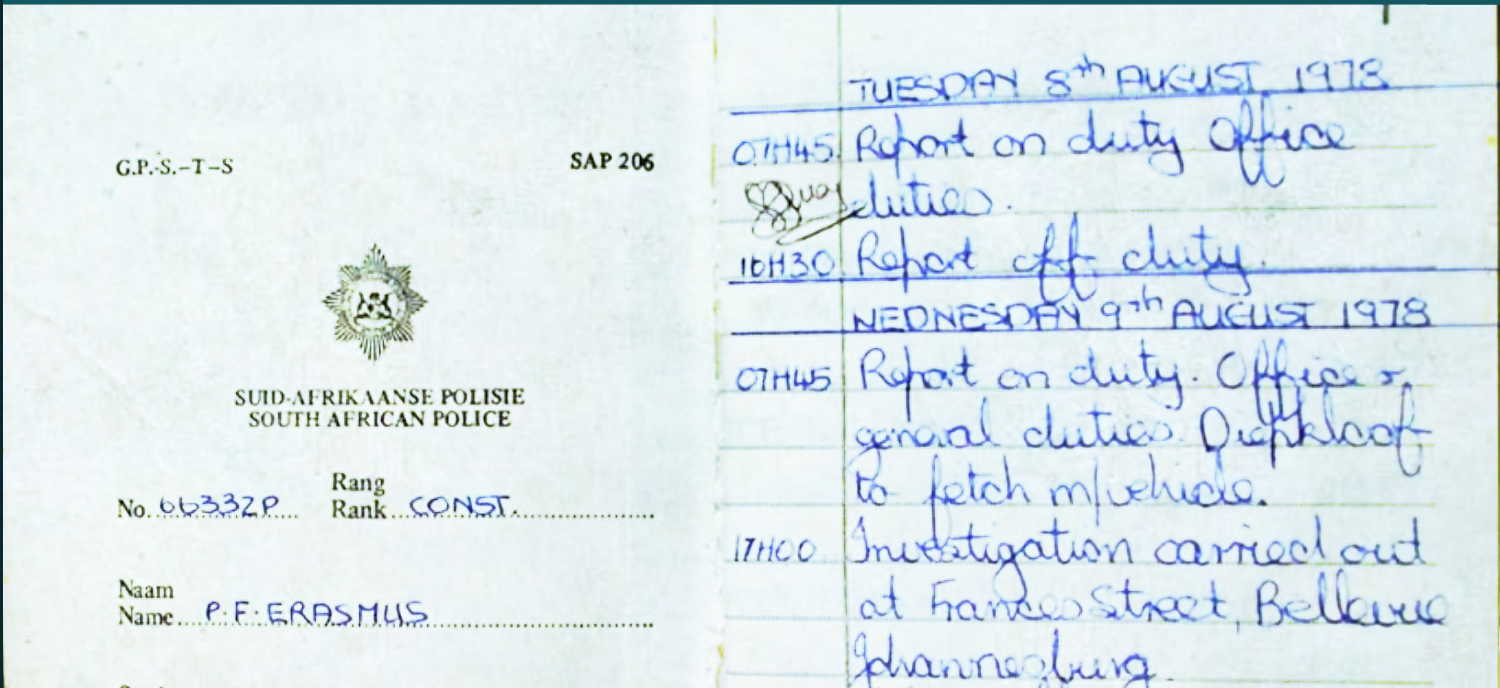 G.P.-S.-T-S
SAP 206
SUID-AFRIKAANSE POLISIE
SOUTH AFRICAN POLICE
Rang
No. 66332P Rank CONST.
Naam
Name P.F. ERASMUS
TUESDAY 8th AUGUST 1978
07H45 Report on duty Office
duties.
16H30 Report off duty.
WEDNESDAY 9th AUGUST 1978
07H45 Report on duty. Office &
general duties. Diepkloof
to fetch m/vehicle.
17H00 Investigation carried out
at Frances Street, Bellevue
Johannesburg.